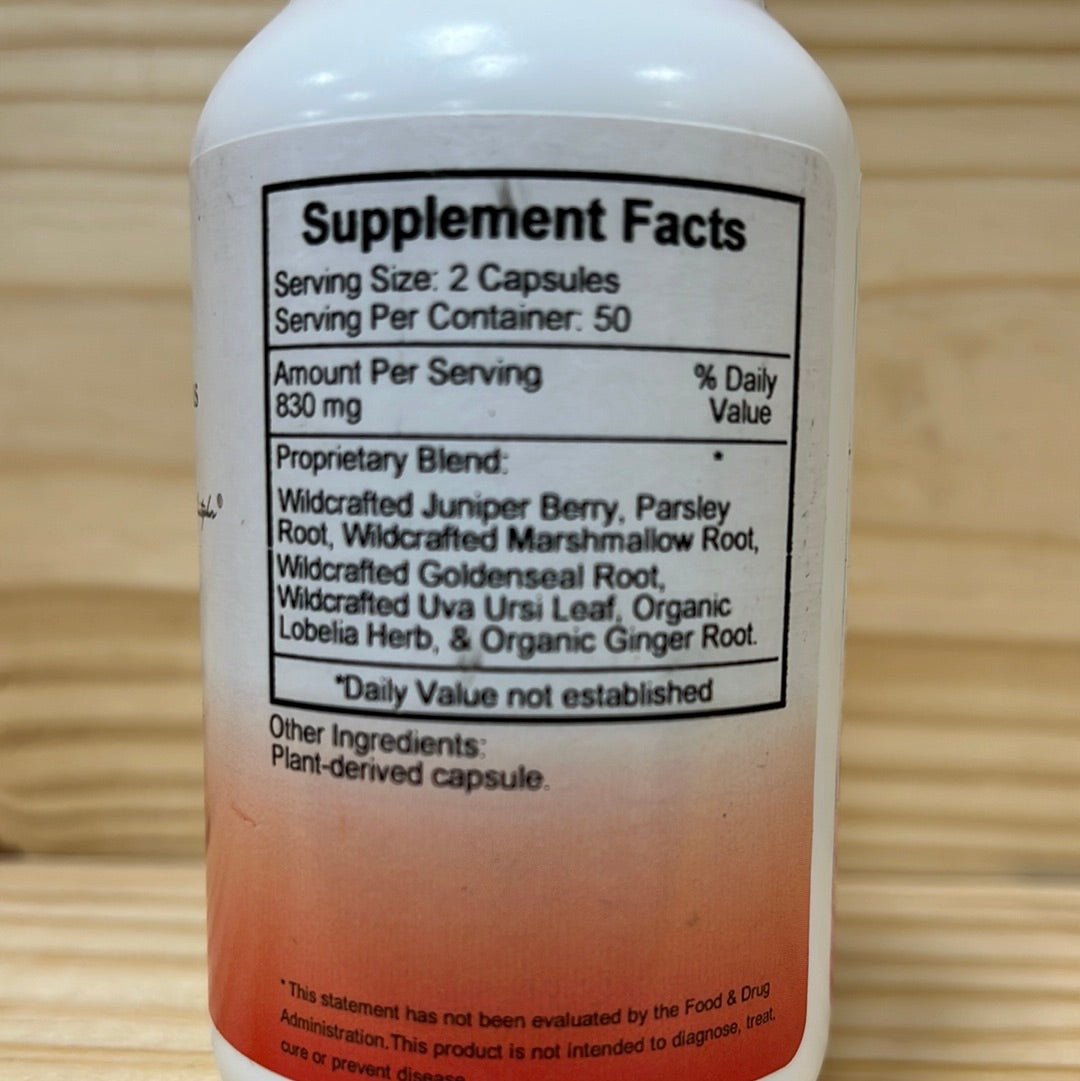 Supplement Facts
Serving Size: 2 Capsules
Serving Per Container: 50
Amount Per Serving % Daily
830 mg Value
Proprietary Blend: *
Wildcrafted Juniper Berry, Parsley
Root, Wildcrafted Marshmallow Root,
Wildcrafted Goldenseal Root,
Wildcrafted Uva Ursi Leaf, Organic
Lobelia Herb, & Organic Ginger Root.
*Daily Value not established
Other Ingredients:
Plant-derived capsule.
*This statement has not been evaluated by the Food & Drug
Administration.This product is not intended to diagnose, treat,
cure or prevent disease